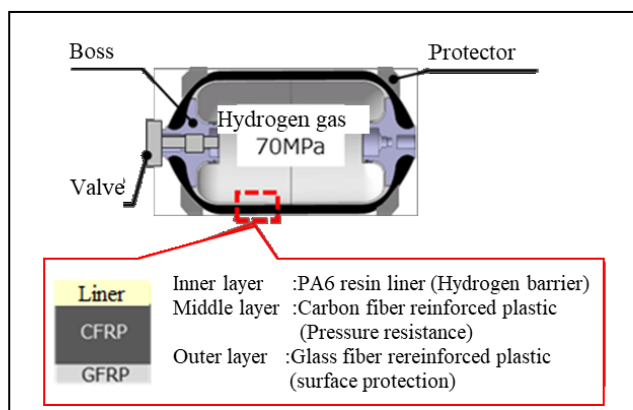 Boss
Protector
Hydrogen gas
70MPa
Valve
Liner
CFRP
GFRP
Inner layer :PA6 resin liner (Hydrogen barrier)
Middle layer :Carbon fiber reinforced plastic
(Pressure resistance)
Outer layer :Glass fiber rereinforced plastic
(surface protection)